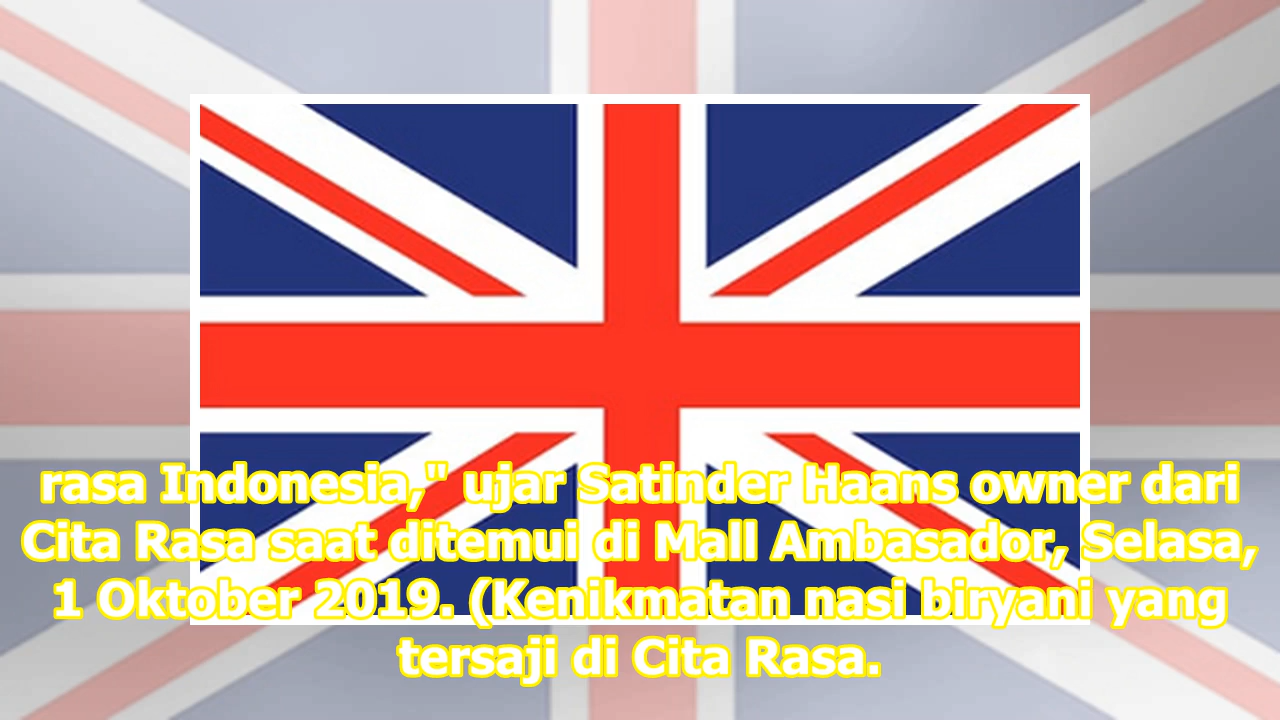 rasa Indonesia," ujar Satinder Haans owner dari
Cita Rasa saat ditemui di Mall Ambasador, Selasa,
1 Oktober 2019. (Kenikmatan nasi biryani yang
tersaji di Cita Rasa.